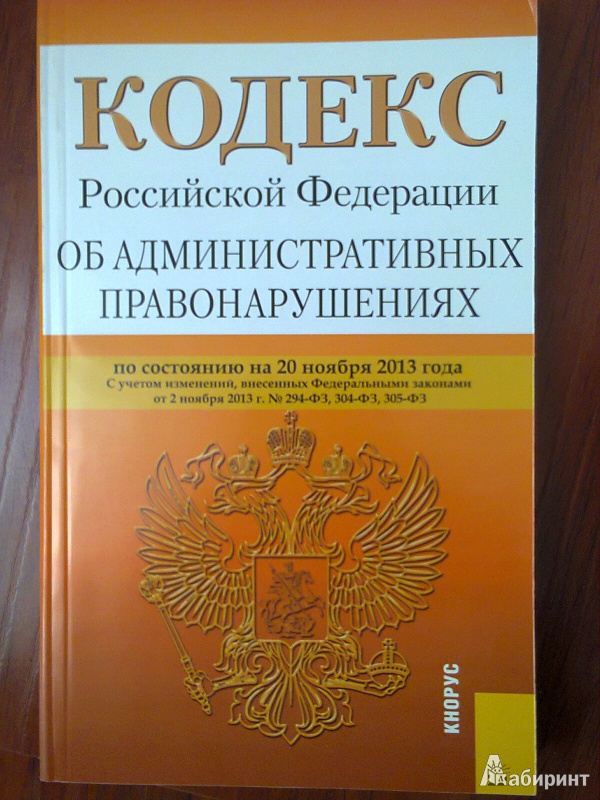 КОДЕКС
Российской Федерации
ОБ АДМИНИСТРАТИВНЫХ
ПРАВОНАРУШЕНИЯХ
по состоянию на 20 ноября 2013 года
С учетом изменений, внесенных Федеральными законами
от 2 ноября 2013 г. № 294-ФЗ, 304-ФЗ, 305-ФЗ
КНОРУС
Лабиринт